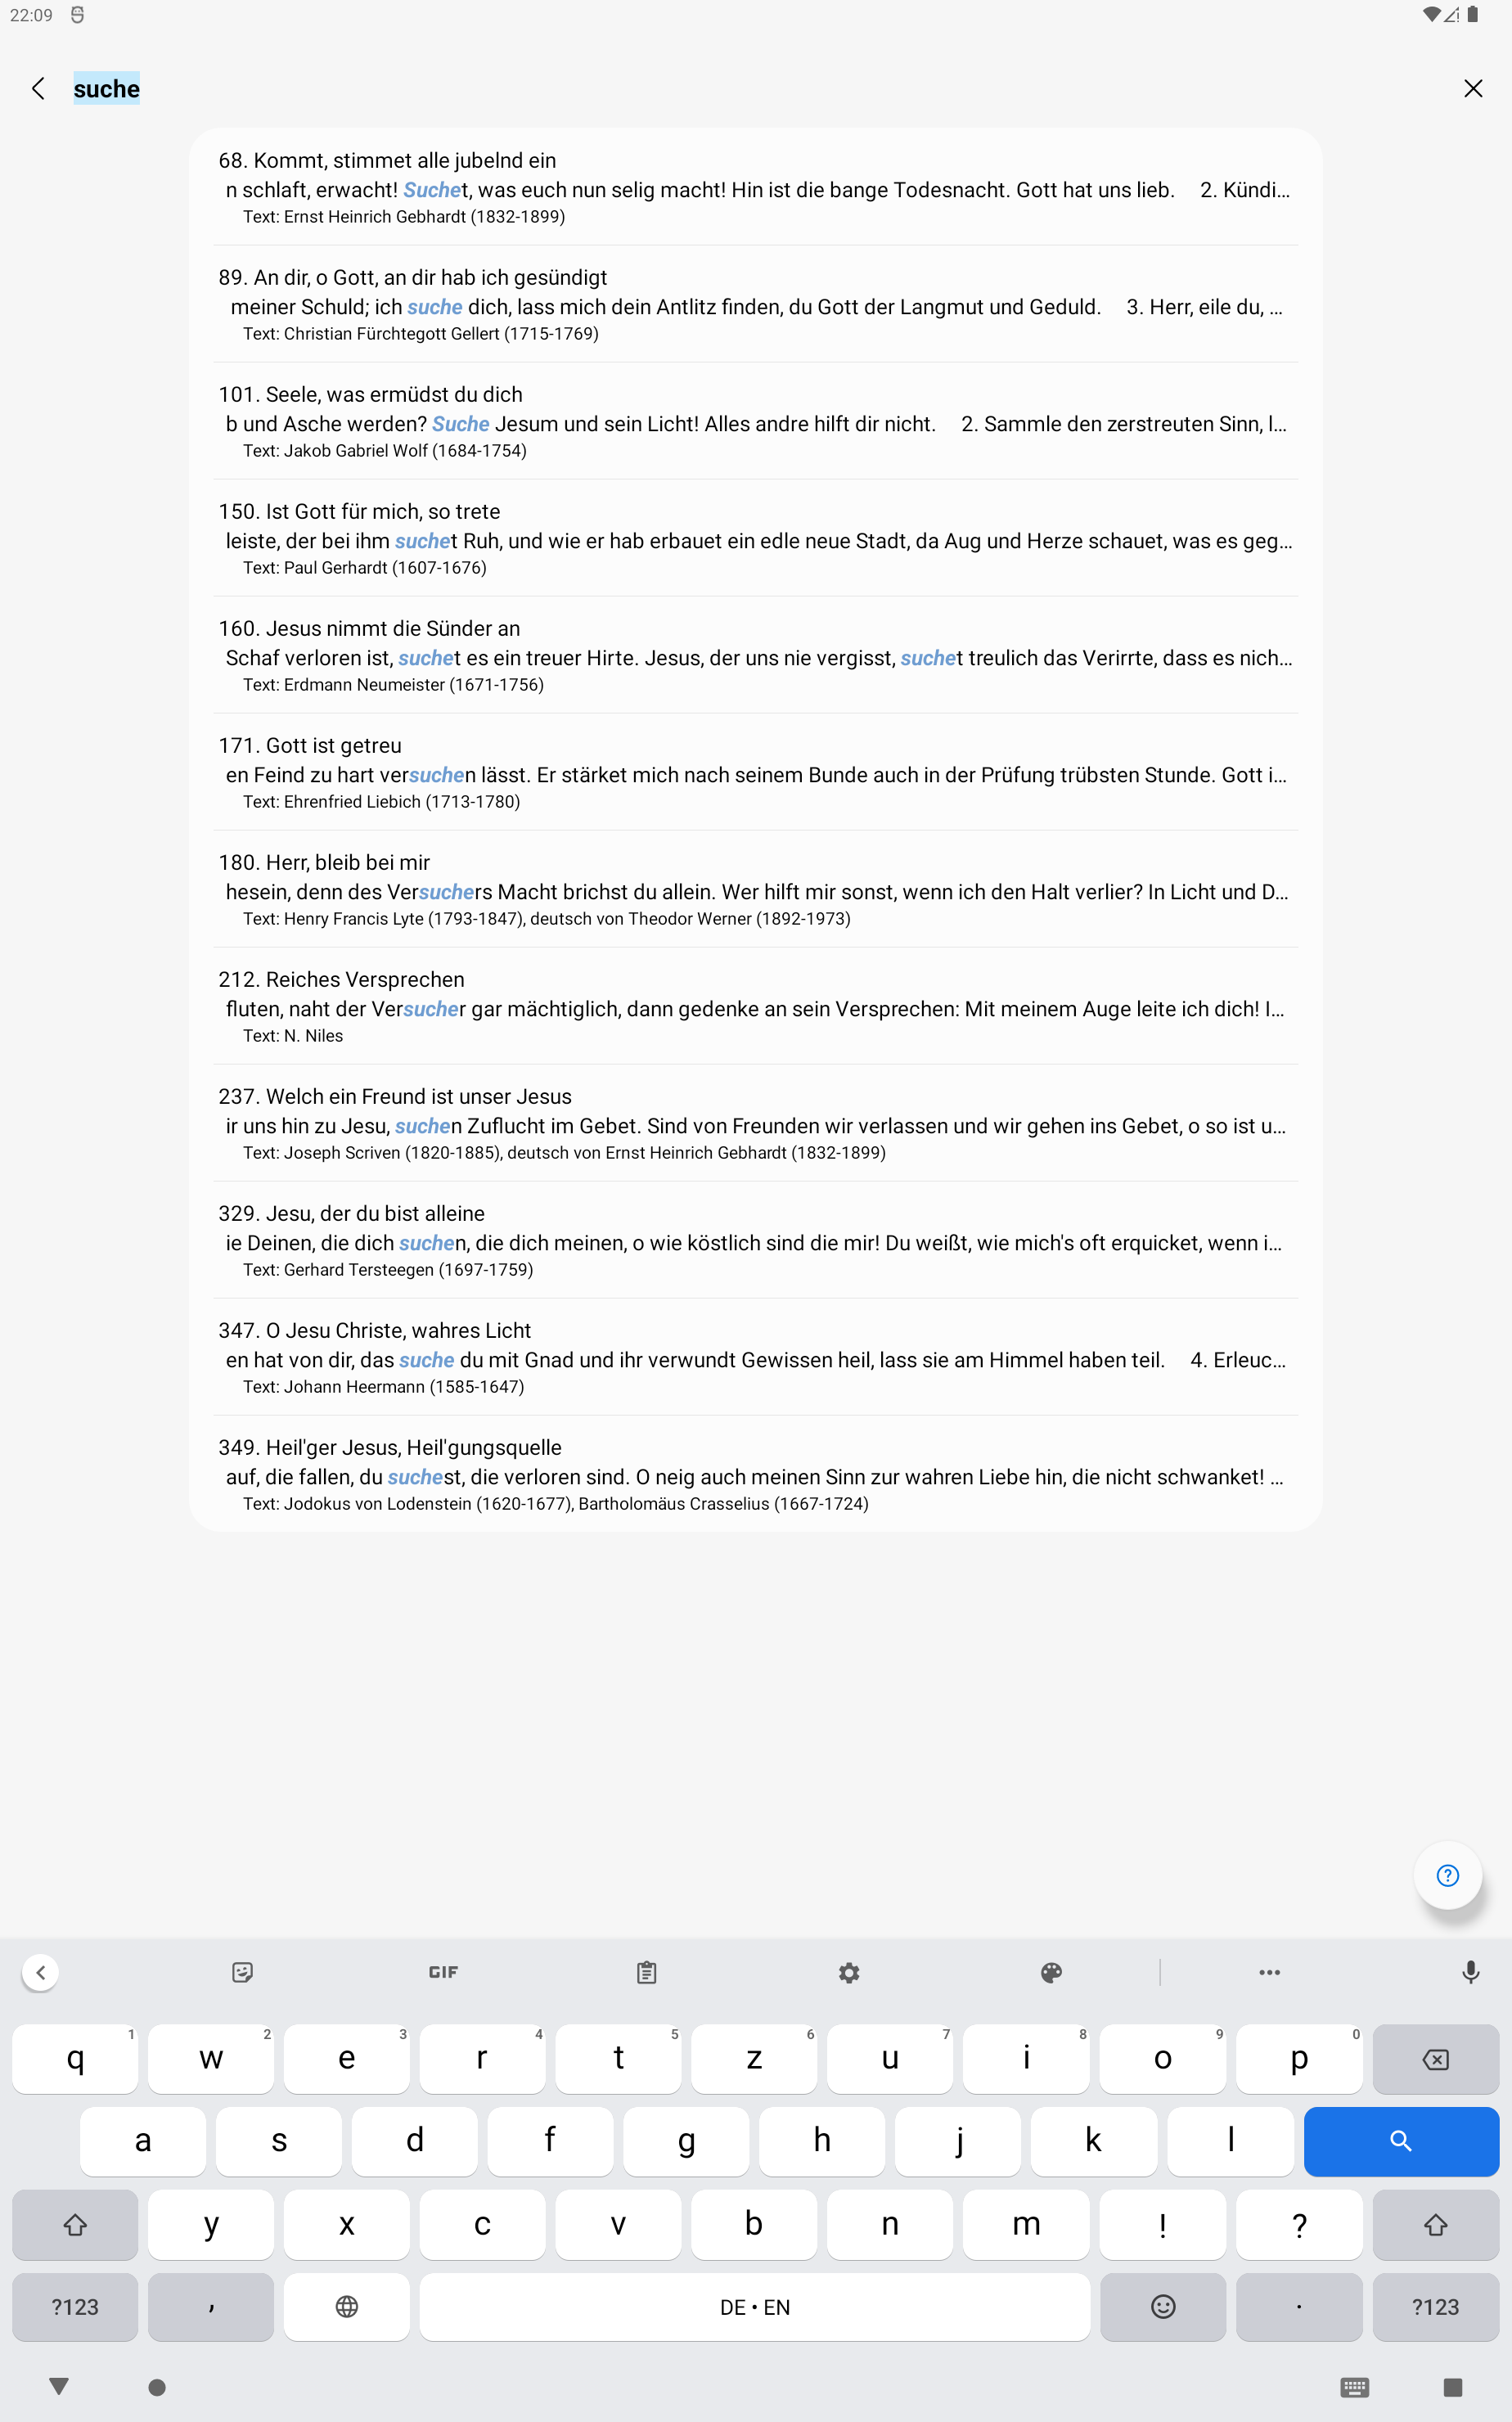 22:09
suche
68. Kommt, stimmet alle jubelnd ein
n schlaft, erwacht! Suchet, was euch nun selig macht! Hin ist die bange Todesnacht. Gott hat uns lieb. 2. Kündi...
Text: Ernst Heinrich Gebhardt (1832-1899)
89. An dir, o Gott, an dir hab ich gesündigt
meiner Schuld; ich suche dich, lass mich dein Antlitz finden, du Gott der Langmut und Geduld. 3. Herr, eile du, ...
Text: Christian Fürchtegott Gellert (1715-1769)
101. Seele, was ermüdst du dich
b und Asche werden? Suche Jesum und sein Licht! Alles andre hilft dir nicht. 2. Sammle den zerstreuten Sinn, l...
Text: Jakob Gabriel Wolf (1684-1754)
150. Ist Gott für mich, so trete
leiste, der bei ihm suchet Ruh, und wie er hab erbauet ein edle neue Stadt, da Aug und Herze schauet, was es geg...
Text: Paul Gerhardt (1607-1676)
160. Jesus nimmt die Sünder an
Schaf verloren ist, suchet es ein treuer Hirte. Jesus, der uns nie vergisst, suchet treulich das Verirrte, dass es nich...
Text: Erdmann Neumeister (1671-1756)
171. Gott ist getreu
en Feind zu hart versuchen lässt. Er stärket mich nach seinem Bunde auch in der Prüfung trübsten Stunde. Gott i...
Text: Ehrenfried Liebich (1713-1780)
180. Herr, bleib bei mir
hesein, denn des Versuchers Macht brichst du allein. Wer hilft mir sonst, wenn ich den Halt verlier? In Licht und D...
Text: Henry Francis Lyte (1793-1847), deutsch von Theodor Werner (1892-1973)
212. Reiches Versprechen
fluten, naht der Versucher gar mächtiglich, dann gedenke an sein Versprechen: Mit meinem Auge leite ich dich! I...
Text: N. Niles
237. Welch ein Freund ist unser Jesus
ir uns hin zu Jesu, suchen Zuflucht im Gebet. Sind von Freunden wir verlassen und wir gehen ins Gebet, o so ist u...
Text: Joseph Scriven (1820-1885), deutsch von Ernst Heinrich Gebhardt (1832-1899)
329. Jesu, der du bist alleine
ie Deinen, die dich suchen, die dich meinen, o wie köstlich sind die mir! Du weißt, wie mich's oft erquicket, wenn i...
Text: Gerhard Tersteegen (1697-1759)
347. O Jesu Christe, wahres Licht
en hat von dir, das suche du mit Gnad und ihr verwundt Gewissen heil, lass sie am Himmel haben teil. 4. Erleuc...
Text: Johann Heermann (1585-1647)
349. Heil'ger Jesus, Heil'gungsquelle
auf, die fallen, du suchest, die verloren sind. O neig auch meinen Sinn zur wahren Liebe hin, die nicht schwanket! ...
Text: Jodokus von Lodenstein (1620-1677), Bartholomäus Crasselius (1667-1724)
GIF
q 1 w 2 e 3 r 4 t 5 z 6 u 7 i 8 o 9 p 0
a s d f g h j k l
y x c v b n m ! ?
?123 , DE • EN . ?123